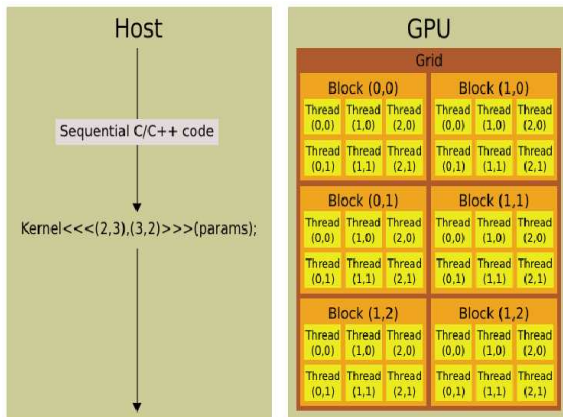 Host
Sequential C/C++ code
Kernel<<<(2,3),(3,2)>>>(params);
GPU
Grid
Block (0,0)
Thread Thread Thread
(0,0) (1,0) (2,0)
Thread Thread Thread
(0,1) (1,1) (2,1)
Block (1,0)
Thread Thread Thread
(0,0) (1,0) (2,0)
Thread Thread Thread
(0,1) (1,1) (2,1)
Block (0,1)
Thread Thread Thread
(0,0) (1,0) (2,0)
Thread Thread Thread
(0,1) (1,1) (2,1)
Block (1,1)
Thread Thread Thread
(0,0) (1,0) (2,0)
Thread Thread Thread
(0,1) (1,1) (2,1)
Block (1,2)
Thread Thread Thread
(0,0) (1,0) (2,0)
Thread Thread Thread
(0,1) (1,1) (2,1)
Block (1,2)
Thread Thread Thread
(0,0) (1,0) (2,0)
Thread Thread Thread
(0,1) (1,1) (2,1)